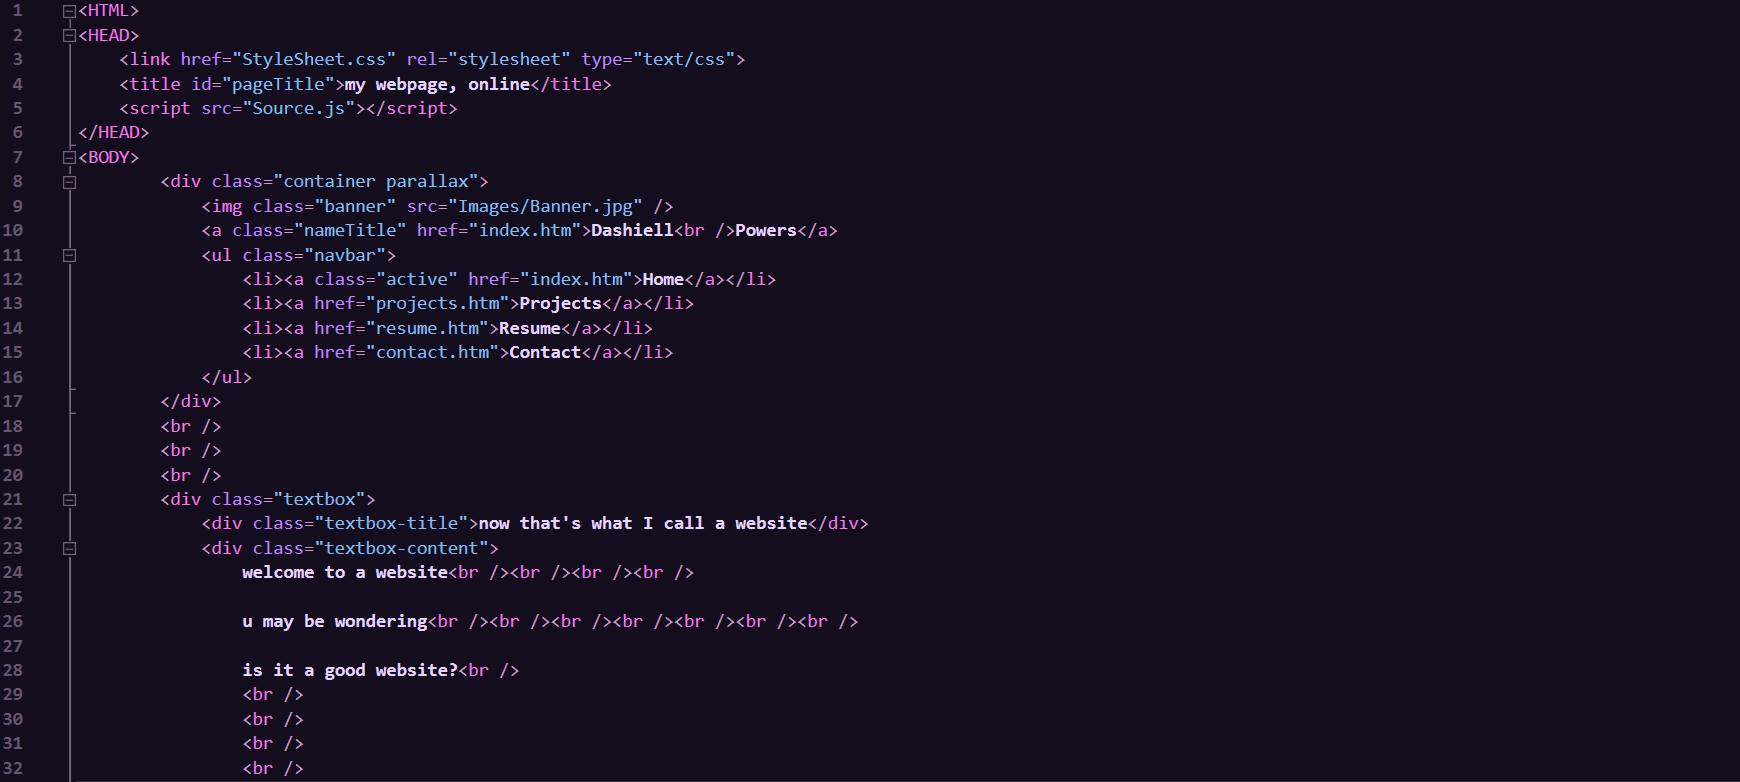 1 <HTML>
2 <HEAD>
3 <link href="StyleSheet.css" rel="stylesheet" type="text/css">
4 <title id="pageTitle">my webpage, online</title>
5 <script src="Source.js"></script>
6 </HEAD>
7 <BODY>
8 <div class="container parallax">
9 <img class="banner" src="Images/Banner.jpg" />
10 <a class="nameTitle" href="index.htm">Dashiell<br />Powers</a>
11 <ul class="navbar">
12 <li><a class="active" href="index.htm">Home</a></li>
13 <li><a href="projects.htm">Projects</a></li>
14 <li><a href="resume.htm">Resume</a></li>
15 <li><a href="contact.htm">Contact</a></li>
16 </ul>
17 </div>
18 <br />
19 <br />
20 <br />
21 <div class="textbox">
22 <div class="textbox-title">now that's what I call a website</div>
23 <div class="textbox-content">
24 welcome to a website<br /><br /><br /><br />
25
26 u may be wondering<br /><br /><br /><br /><br /><br /><br />
27
28 is it a good website?<br />
29 <br />
30 <br />
31 <br />
32 <br />